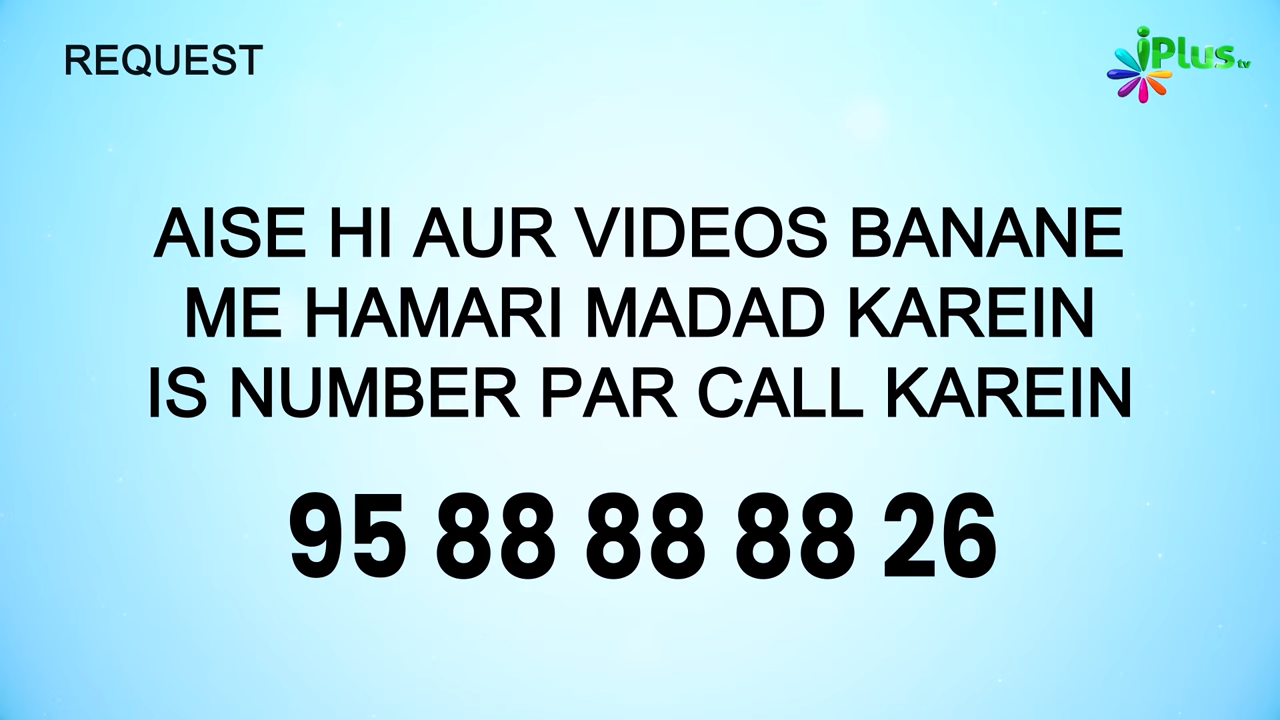 REQUEST
iPlus tv
AISE HI AUR VIDEOS BANANE
ME HAMARI MADAD KAREIN
IS NUMBER PAR CALL KAREIN
95 88 88 88 26